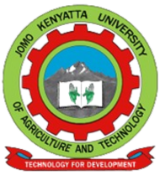 JOMO KENYATTA UNIVERSITY
OF AGRICULTURE AND TECHNOLOGY
TECHNOLOGY FOR DEVELOPMENT